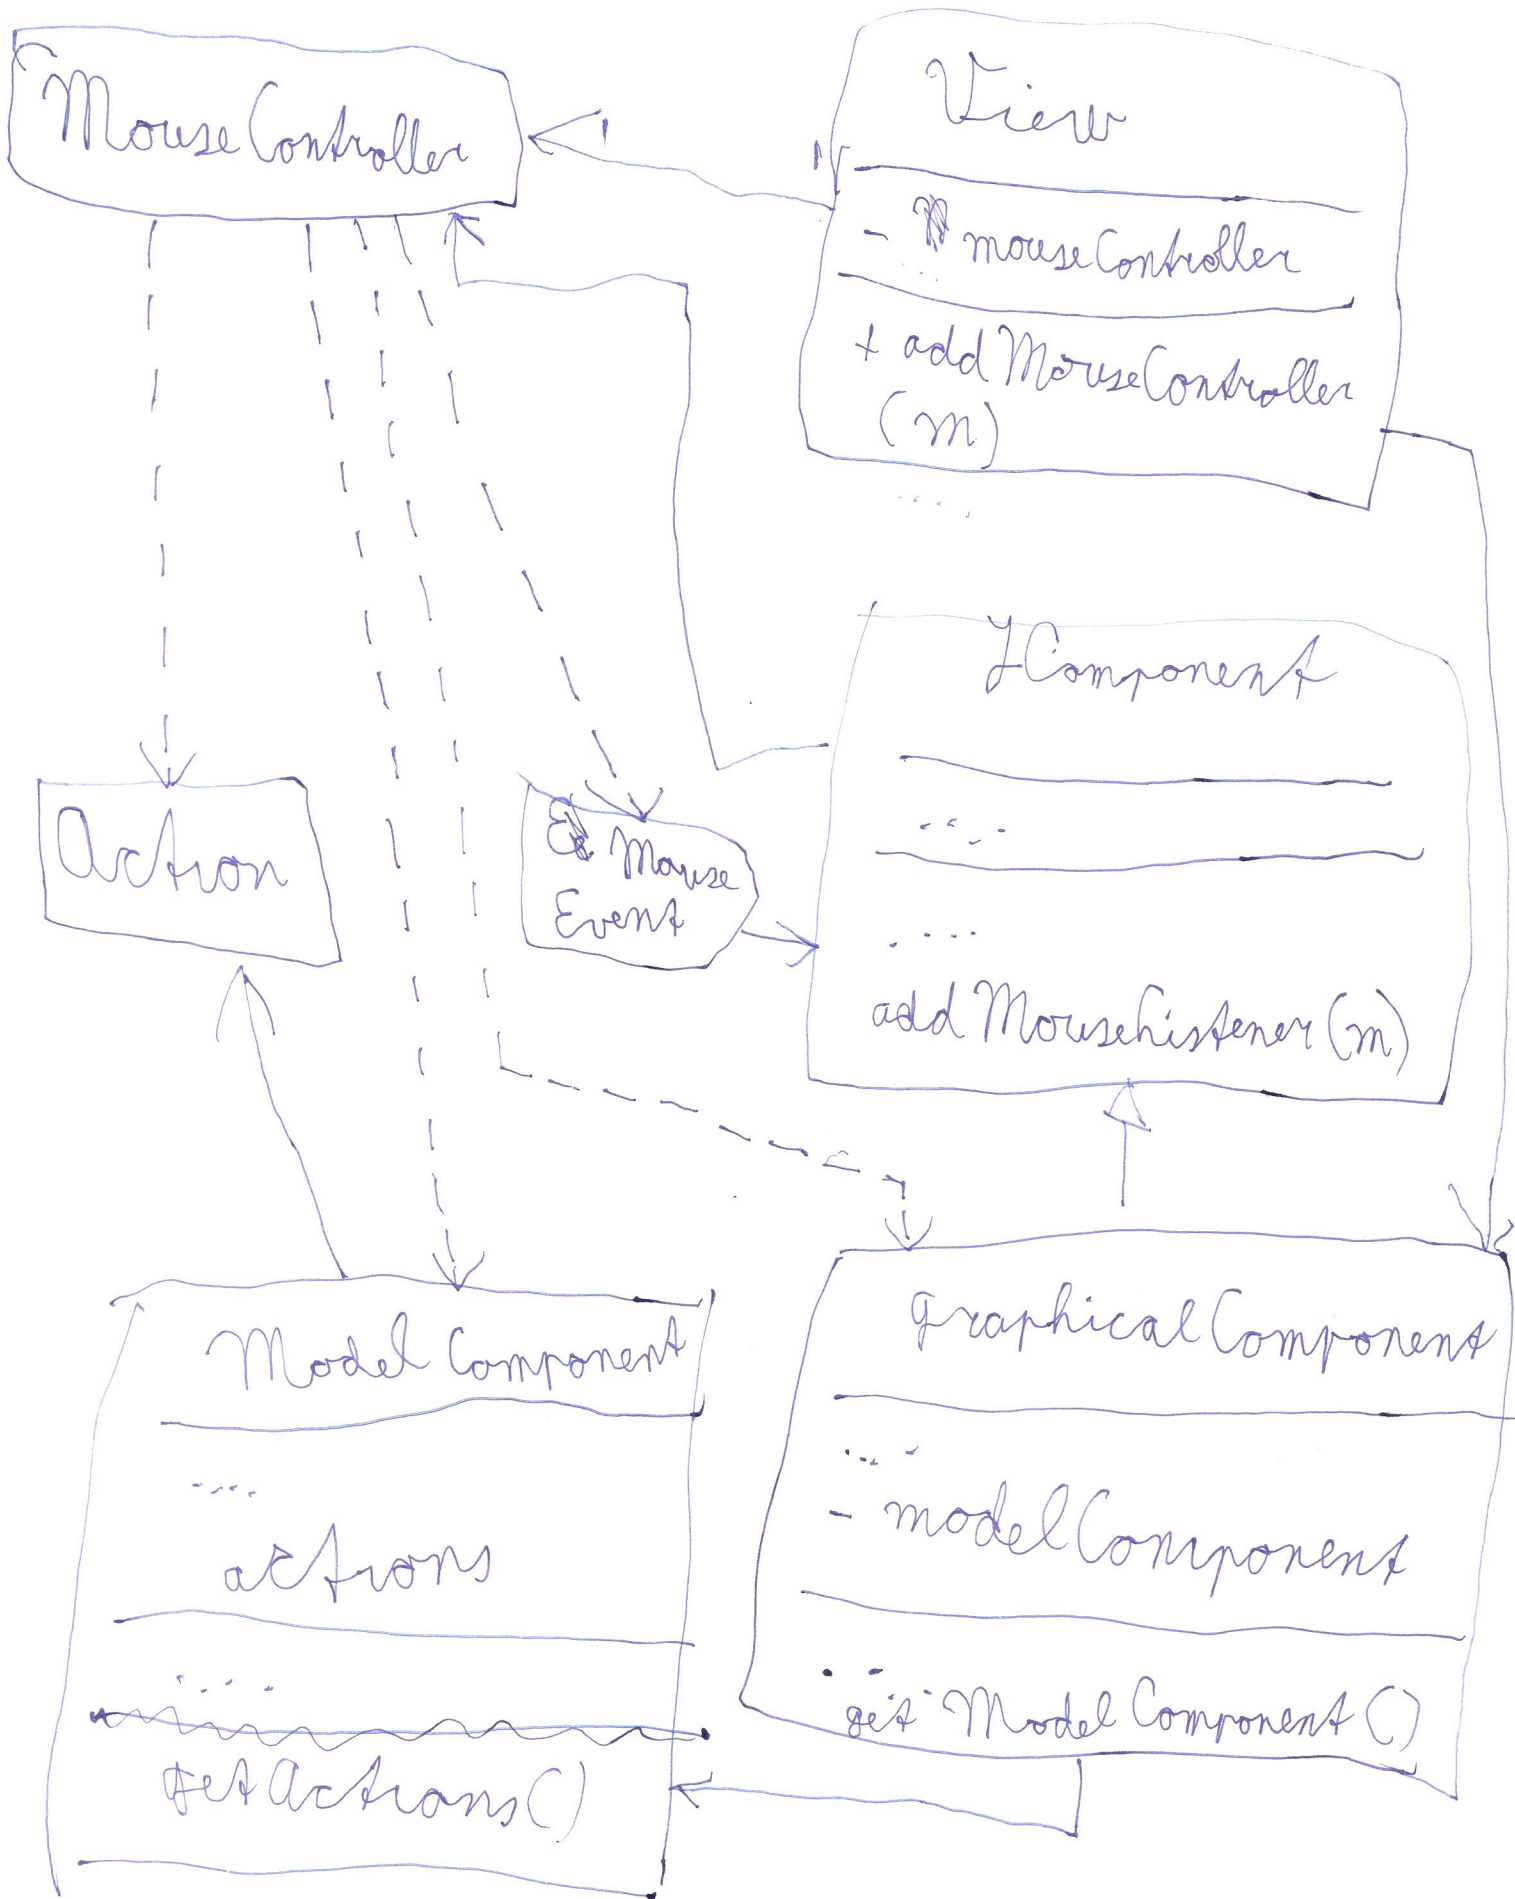 MouseController
View
- mouseController
....
+ addMouseController
(m)
....
JComponent
....
....
addMouseListener(m)
Action
Mouse
Event
ModelComponent
....
actions
....
getActions()
graphicalComponent
....
- modelComponent
....
getModelComponent()